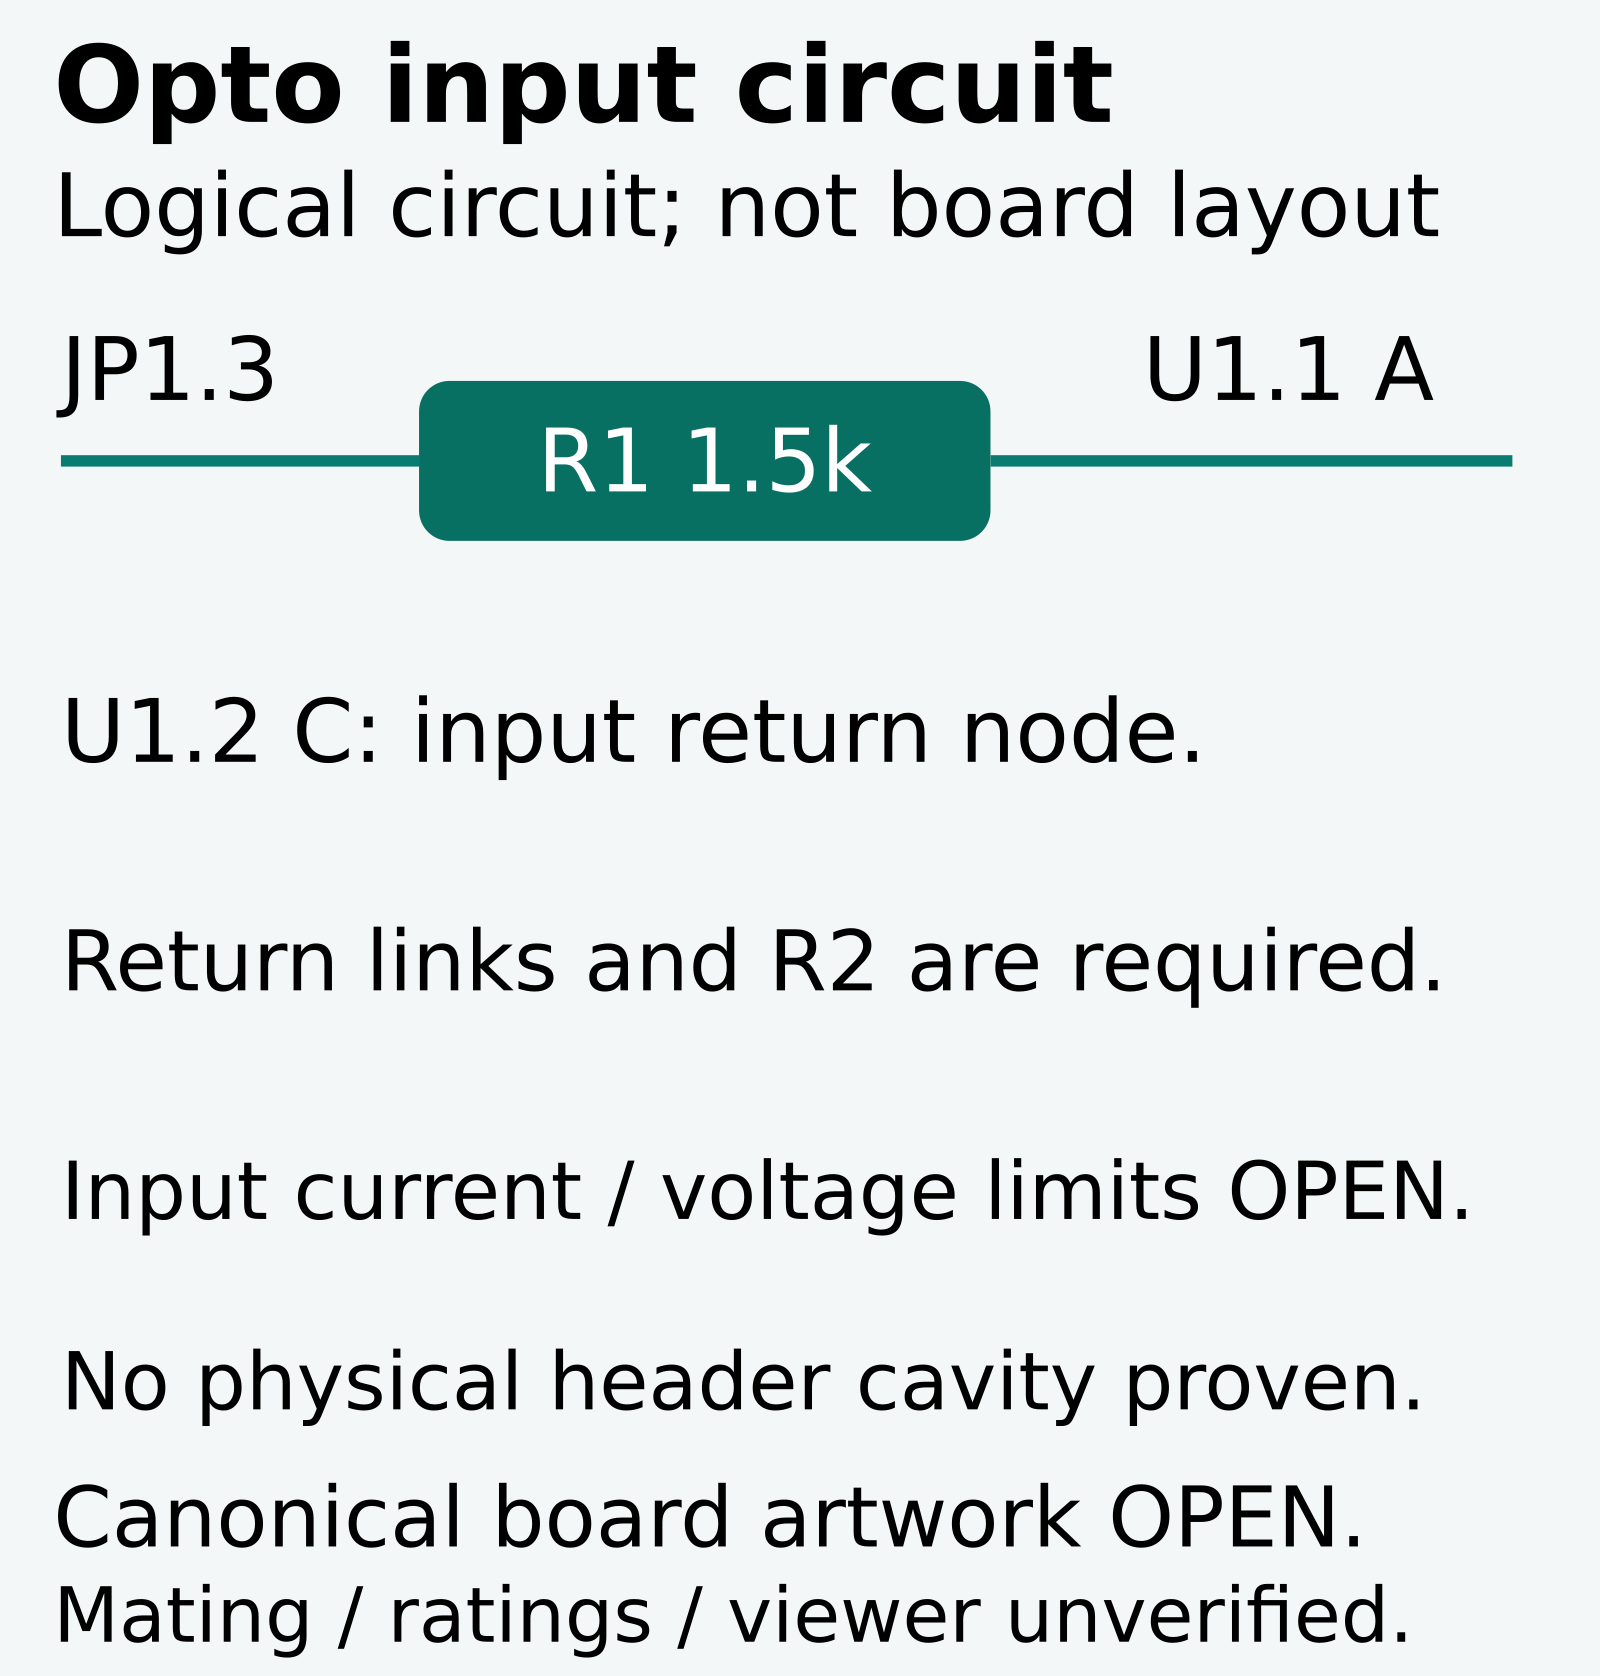 Opto input circuit
Logical circuit; not board layout
JP1.3
U1.1 A
R1 1.5k
U1.2 C: input return node.
Return links and R2 are required.
Input current / voltage limits OPEN.
No physical header cavity proven.
Canonical board artwork OPEN.
Mating / ratings / viewer unverified.